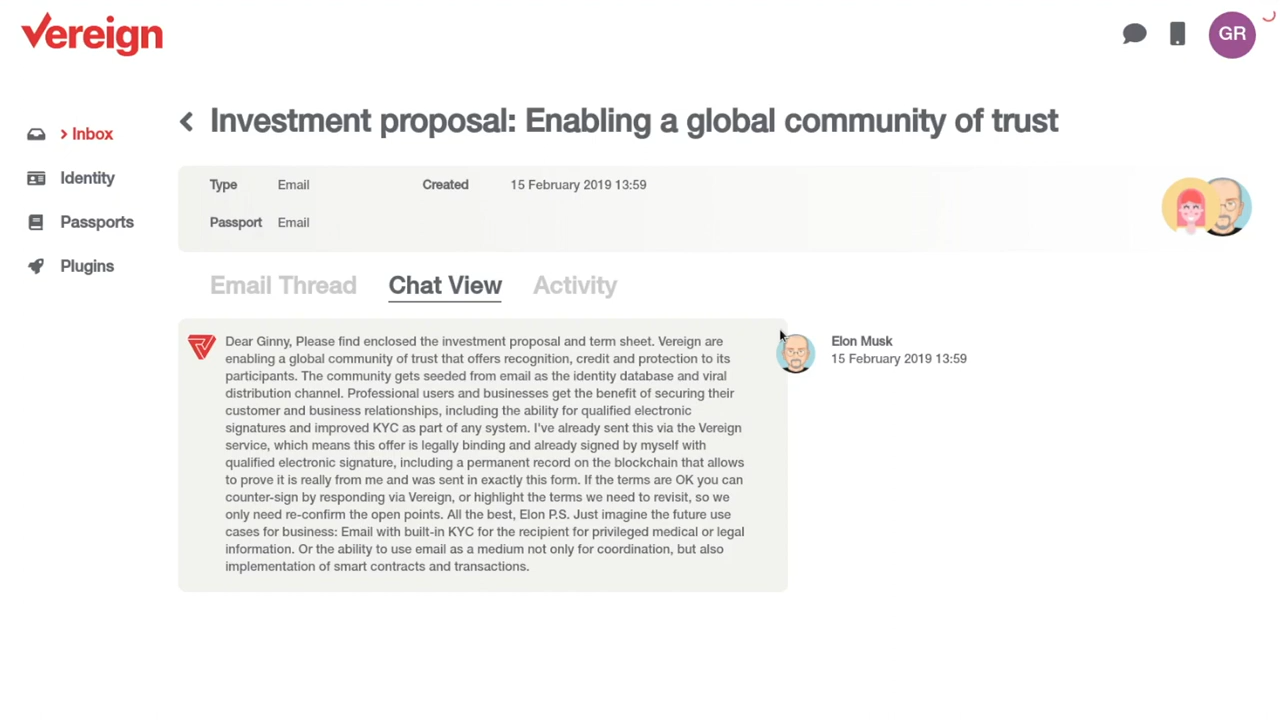 Vereign
GR
Investment proposal: Enabling a global community of trust
> Inbox
Identity
Passports
Plugins
Type Email Created 15 February 2019 13:59
Passport Email
Email Thread Chat View Activity
Dear Ginny, Please find enclosed the investment proposal and term sheet. Vereign are
enabling a global community of trust that offers recognition, credit and protection to its
participants. The community gets seeded from email as the identity database and viral
distribution channel. Professional users and businesses get the benefit of securing their
customer and business relationships, including the ability for qualified electronic
signatures and improved KYC as part of any system. I've already sent this via the Vereign
service, which means this offer is legally binding and already signed by myself with
qualified electronic signature, including a permanent record on the blockchain that allows
to prove it is really from me and was sent in exactly this form. If the terms are OK you can
counter-sign by responding via Vereign, or highlight the terms we need to revisit, so we
only need re-confirm the open points. All the best, Elon P.S. Just imagine the future use
cases for business: Email with built-in KYC for the recipient for privileged medical or legal
information. Or the ability to use email as a medium not only for coordination, but also
implementation of smart contracts and transactions.
Elon Musk
15 February 2019 13:59